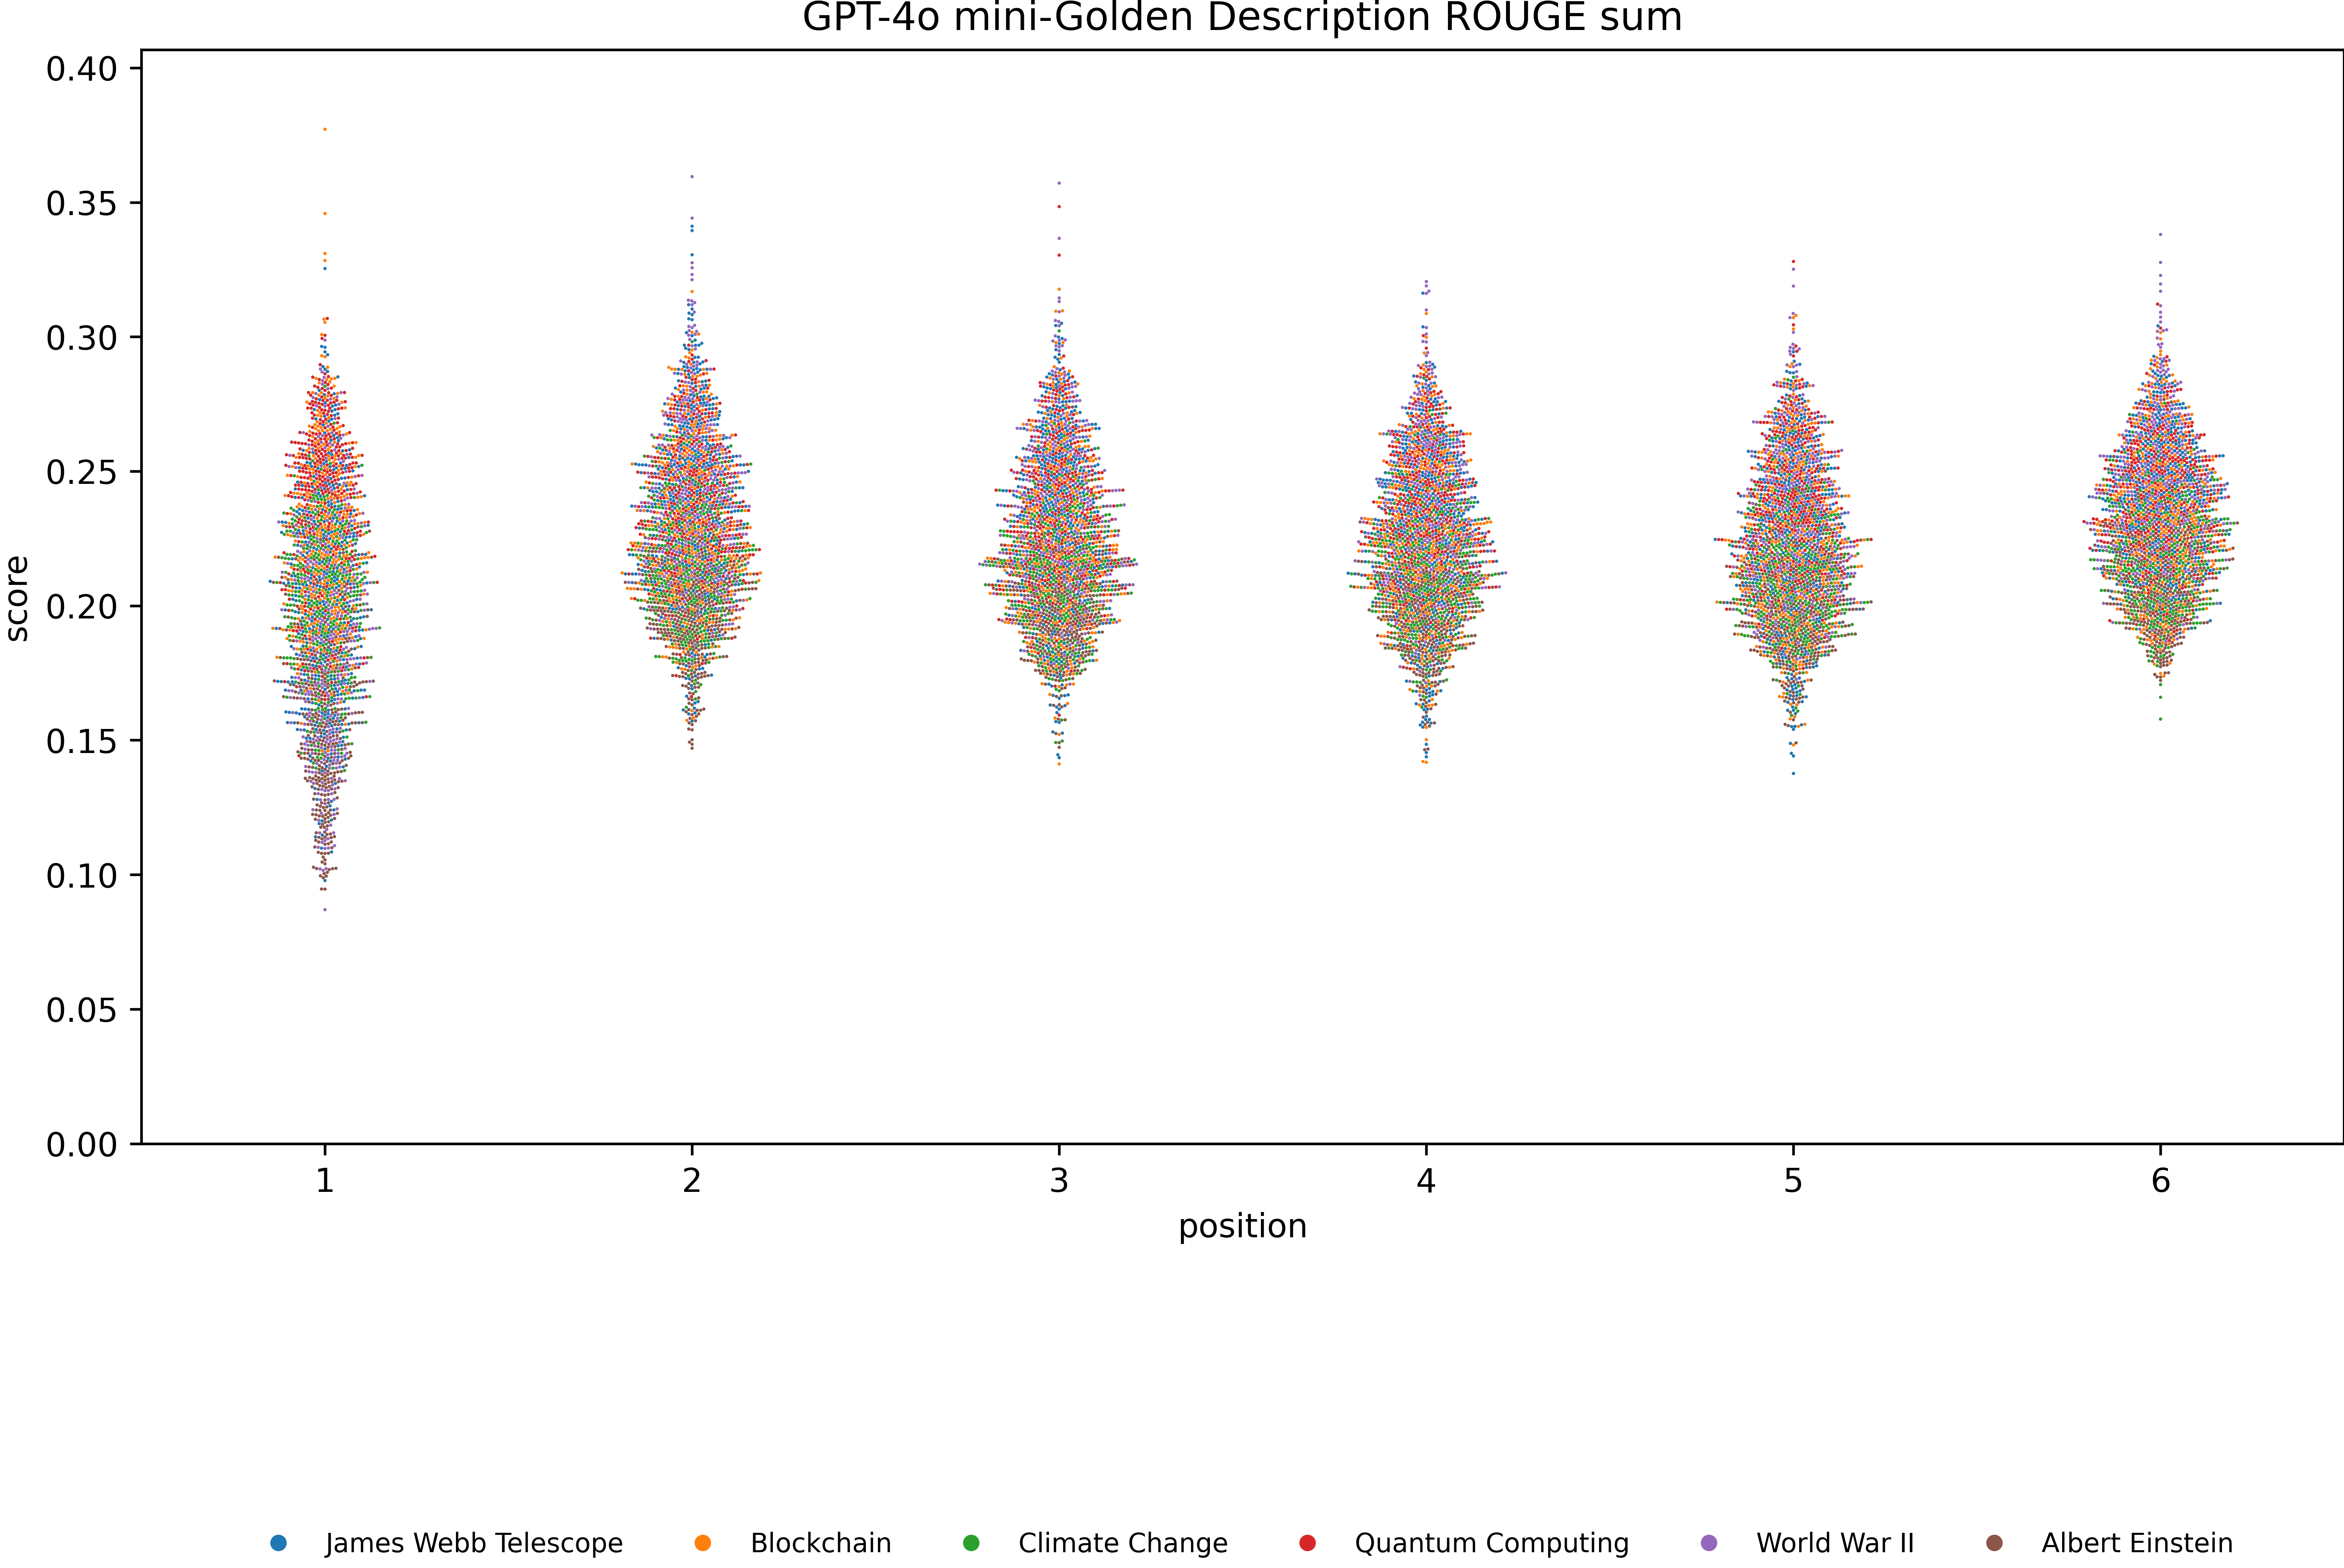 GPT-4o mini-Golden Description ROUGE sum
0.40
0.35
0.30
0.25
0.20
0.15
0.10
0.05
0.00
score
1 2 3 4 5 6
position
James Webb Telescope Blockchain Climate Change Quantum Computing World War II Albert Einstein